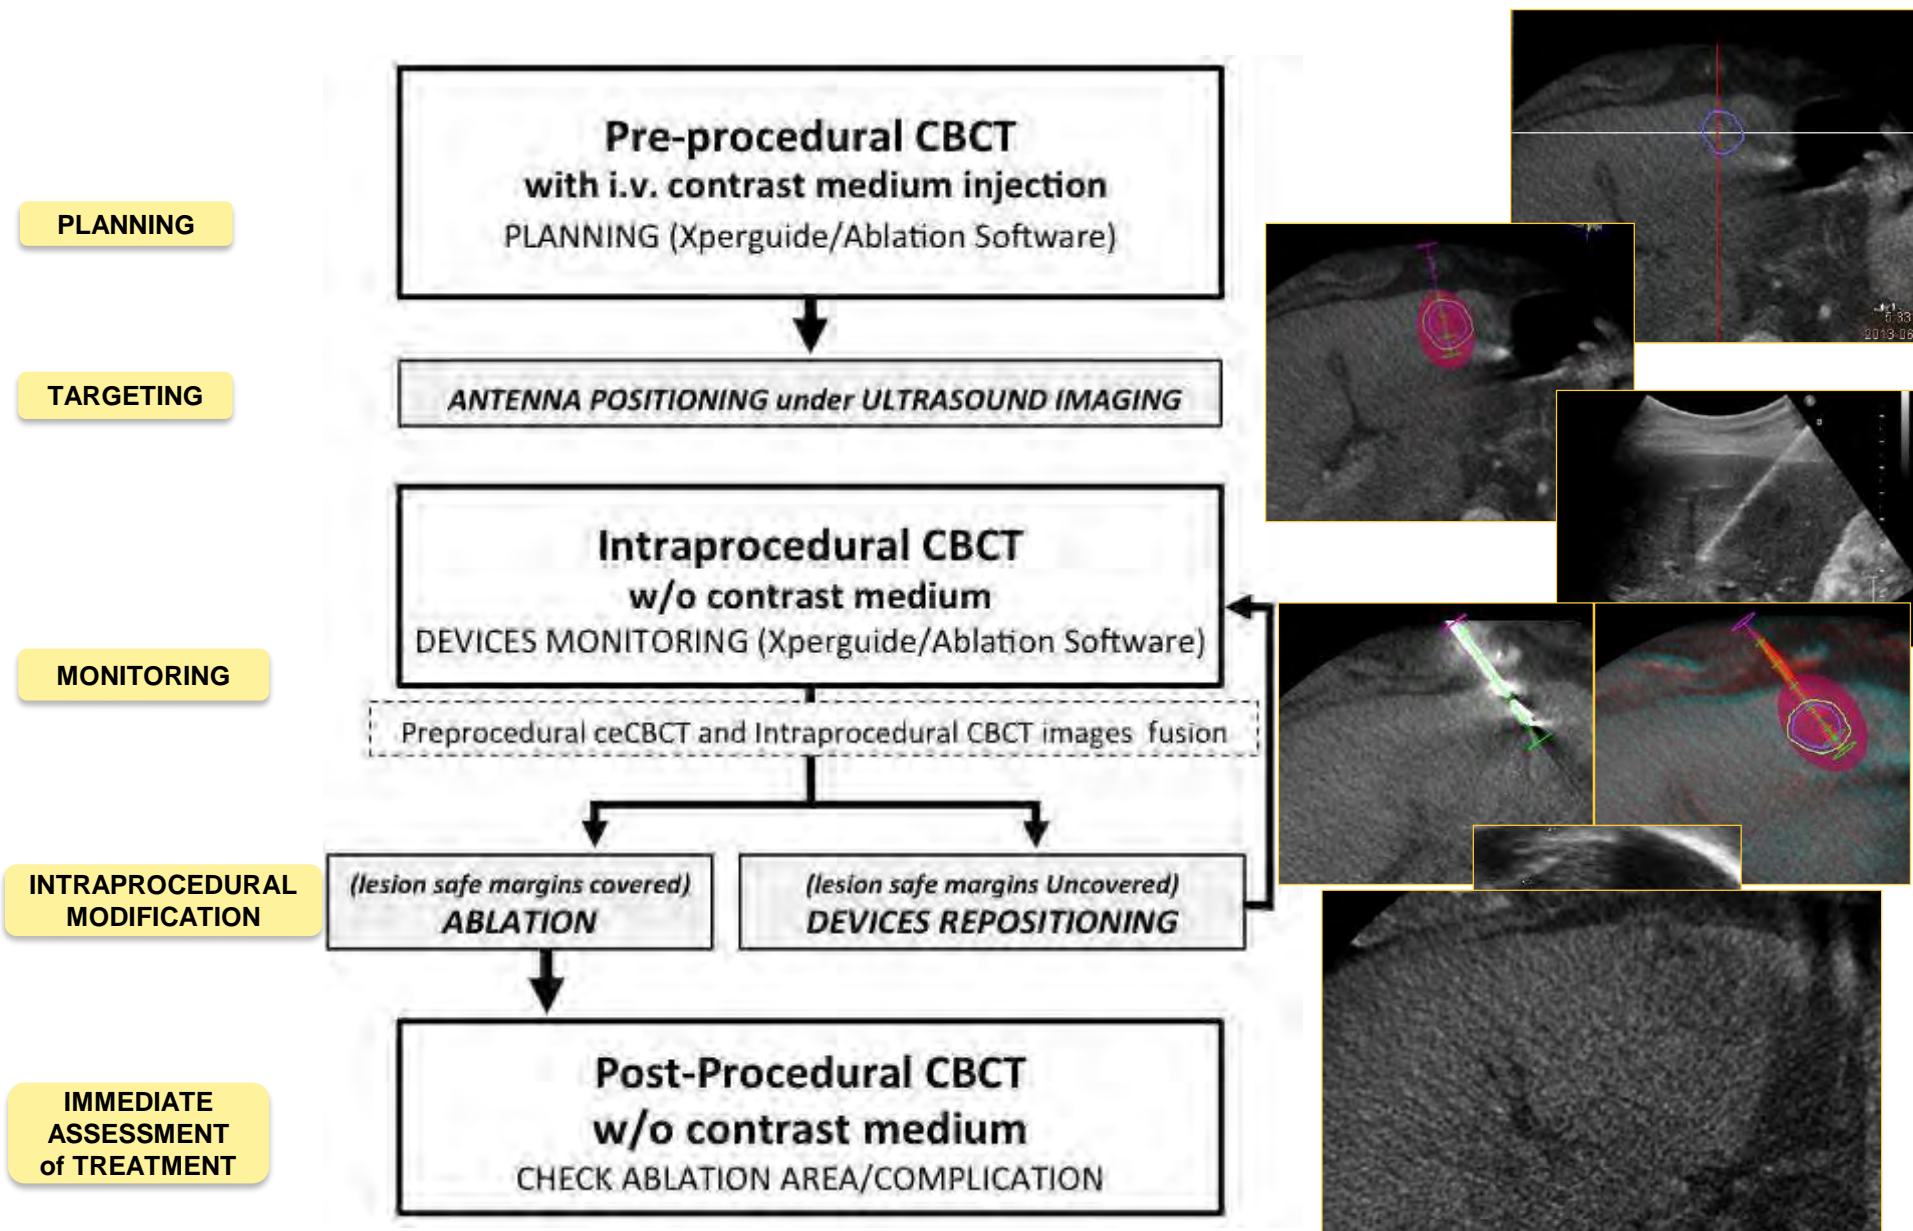 PLANNING
Pre-procedural CBCT
with i.v. contrast medium injection
PLANNING (Xperguide/Ablation Software)
TARGETING
ANTENNA POSITIONING under ULTRASOUND IMAGING
MONITORING
Intraprocedural CBCT
w/o contrast medium
DEVICES MONITORING (Xperguide/Ablation Software)
Preprocedural ceCBCT and Intraprocedural CBCT images fusion
INTRAPROCEDURAL
MODIFICATION
(lesion safe margins covered)
ABLATION
(lesion safe margins Uncovered)
DEVICES REPOSITIONING
IMMEDIATE
ASSESSMENT
of TREATMENT
Post-Procedural CBCT
w/o contrast medium
CHECK ABLATION AREA/COMPLICATION
2013-06